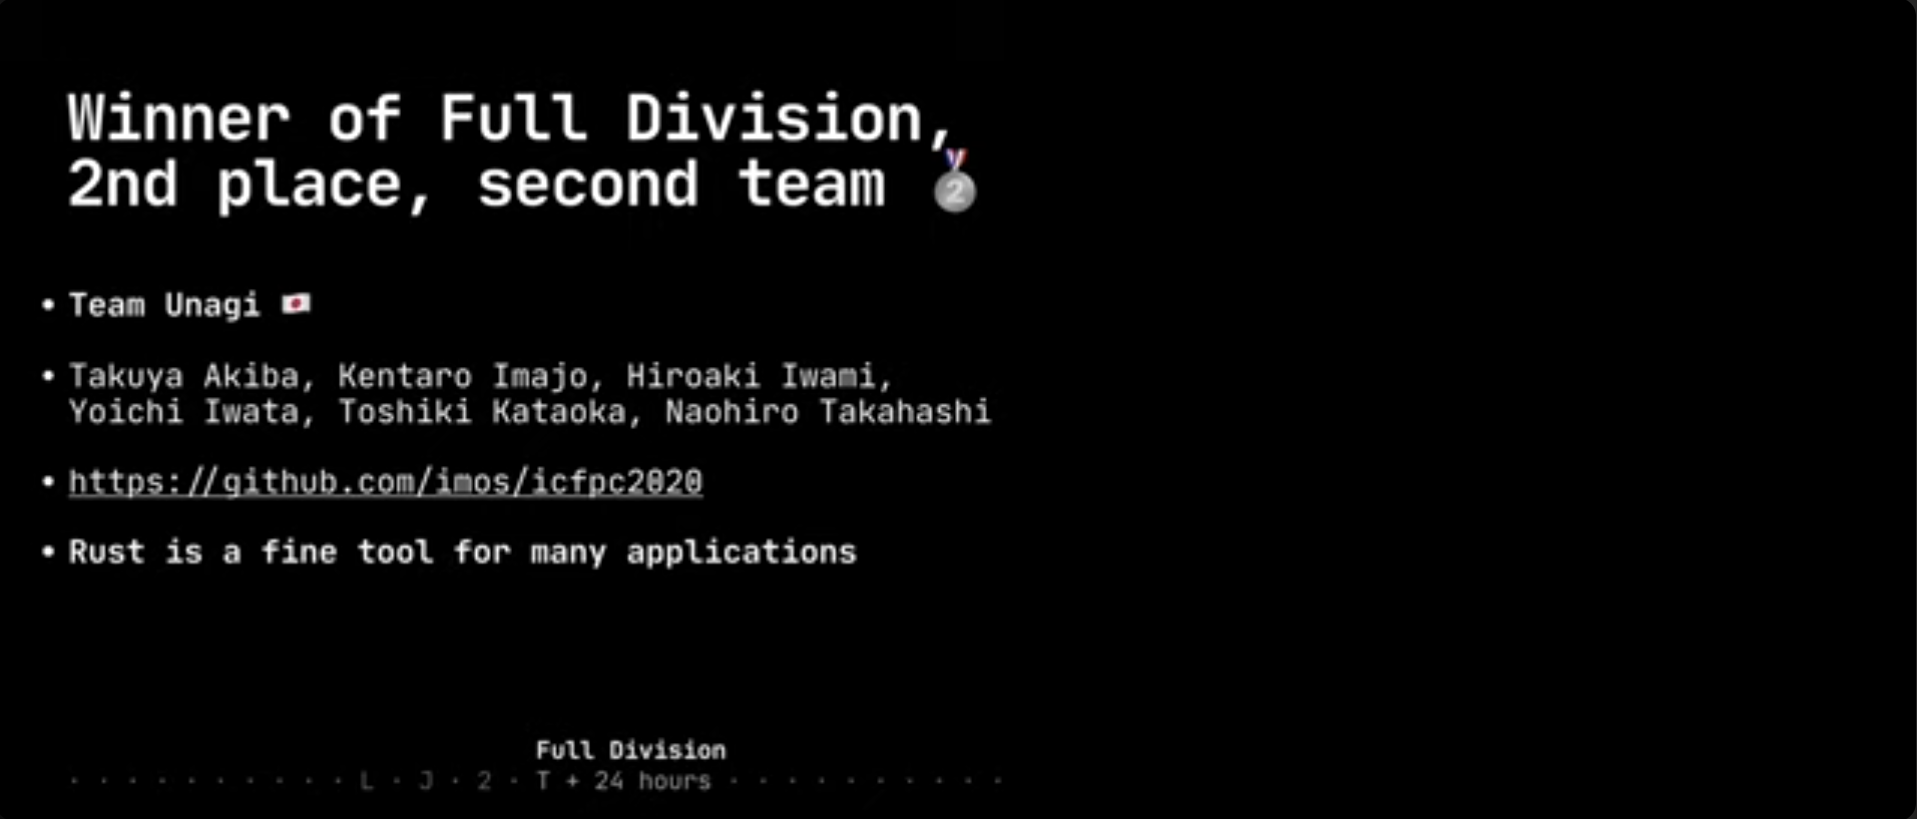 Winner of Full Division,
2nd place, second team 🥈
• Team Unagi 🇯🇵
• Takuya Akiba, Kentaro Imajo, Hiroaki Iwami,
Yoichi Iwata, Toshiki Kataoka, Naohiro Takahashi
• https://github.com/imos/icfpc2020
• Rust is a fine tool for many applications
Full Division
· · · · · · · · · · L · J · 2 · T + 24 hours · · · · · · · · · ·